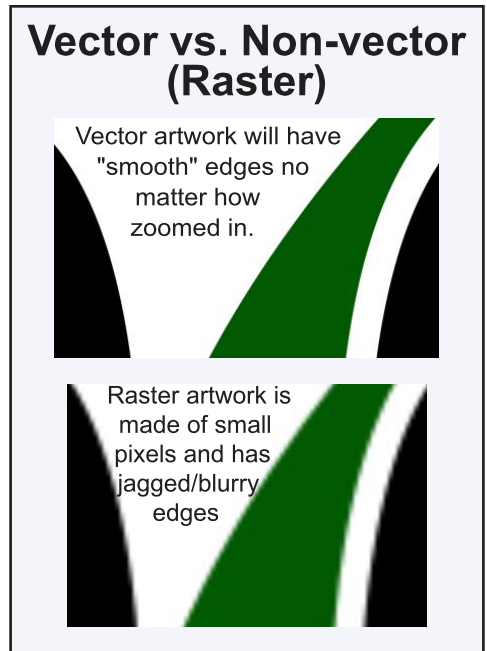 Vector vs. Non-vector
(Raster)
Vector artwork will have
"smooth" edges no
matter how
zoomed in.
Raster artwork is
made of small
pixels and has
jagged/blurry
edges